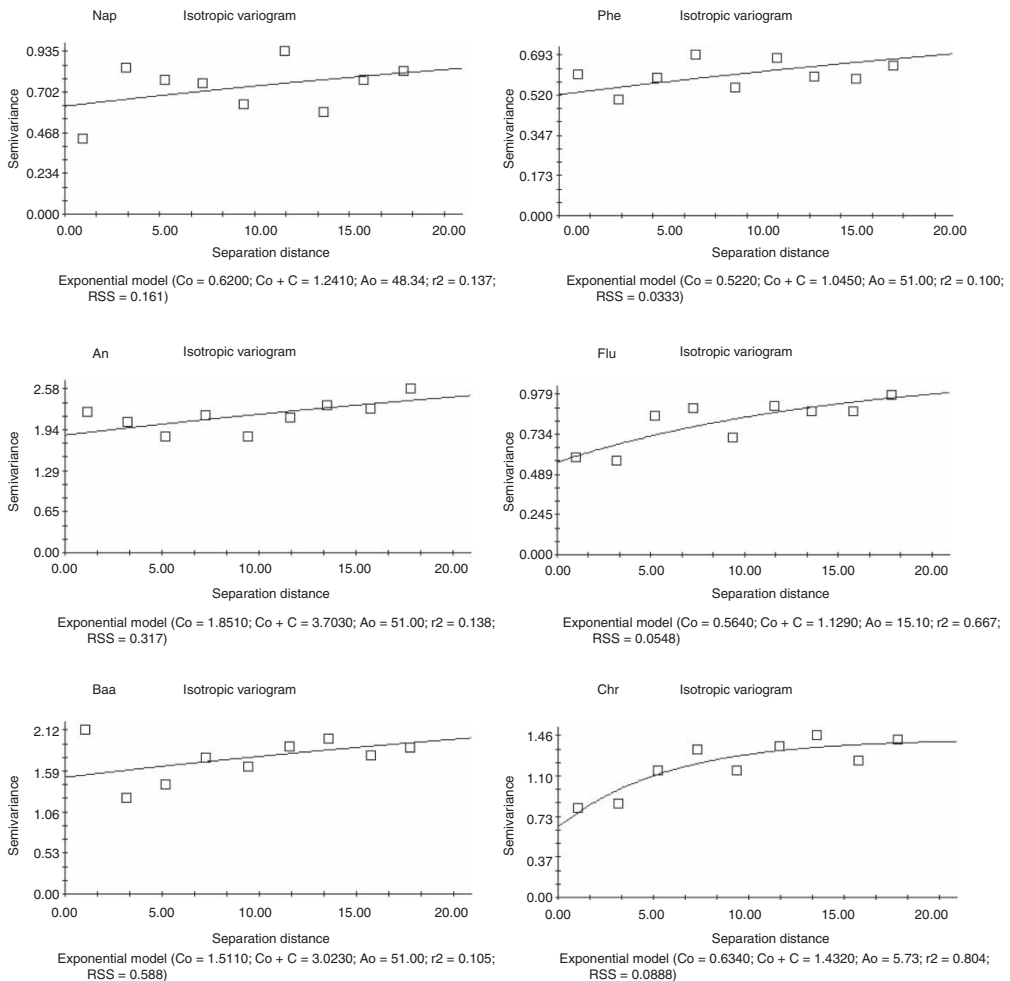 Nap Isotropic variogram
0.935
0.702
0.468
0.234
0.000
Semivariance
0.00 5.00 10.00 15.00 20.00
Separation distance
Exponential model (Co = 0.6200; Co + C = 1.2410; Ao = 48.34; r2 = 0.137;
RSS = 0.161)
Phe Isotropic variogram
0.693
0.520
0.347
0.173
0.000
Semivariance
0.00 5.00 10.00 15.00 20.00
Separation distance
Exponential model (Co = 0.5220; Co + C = 1.0450; Ao = 51.00; r2 = 0.100;
RSS = 0.0333)
An Isotropic variogram
2.58
1.94
1.29
0.65
0.00
Semivariance
0.00 5.00 10.00 15.00 20.00
Separation distance
Exponential model (Co = 1.8510; Co + C = 3.7030; Ao = 51.00; r2 = 0.138;
RSS = 0.317)
Flu Isotropic variogram
0.979
0.734
0.489
0.245
0.000
Semivariance
0.00 5.00 10.00 15.00 20.00
Separation distance
Exponential model (Co = 0.5640; Co + C = 1.1290; Ao = 15.10; r2 = 0.667;
RSS = 0.0548)
Baa Isotropic variogram
2.12
1.59
1.06
0.53
0.00
Semivariance
0.00 5.00 10.00 15.00 20.00
Separation distance
Exponential model (Co = 1.5110; Co + C = 3.0230; Ao = 51.00; r2 = 0.105;
RSS = 0.588)
Chr Isotropic variogram
1.46
1.10
0.73
0.37
0.00
Semivariance
0.00 5.00 10.00 15.00 20.00
Separation distance
Exponential model (Co = 0.6340; Co + C = 1.4320; Ao = 5.73; r2 = 0.804;
RSS = 0.0888)